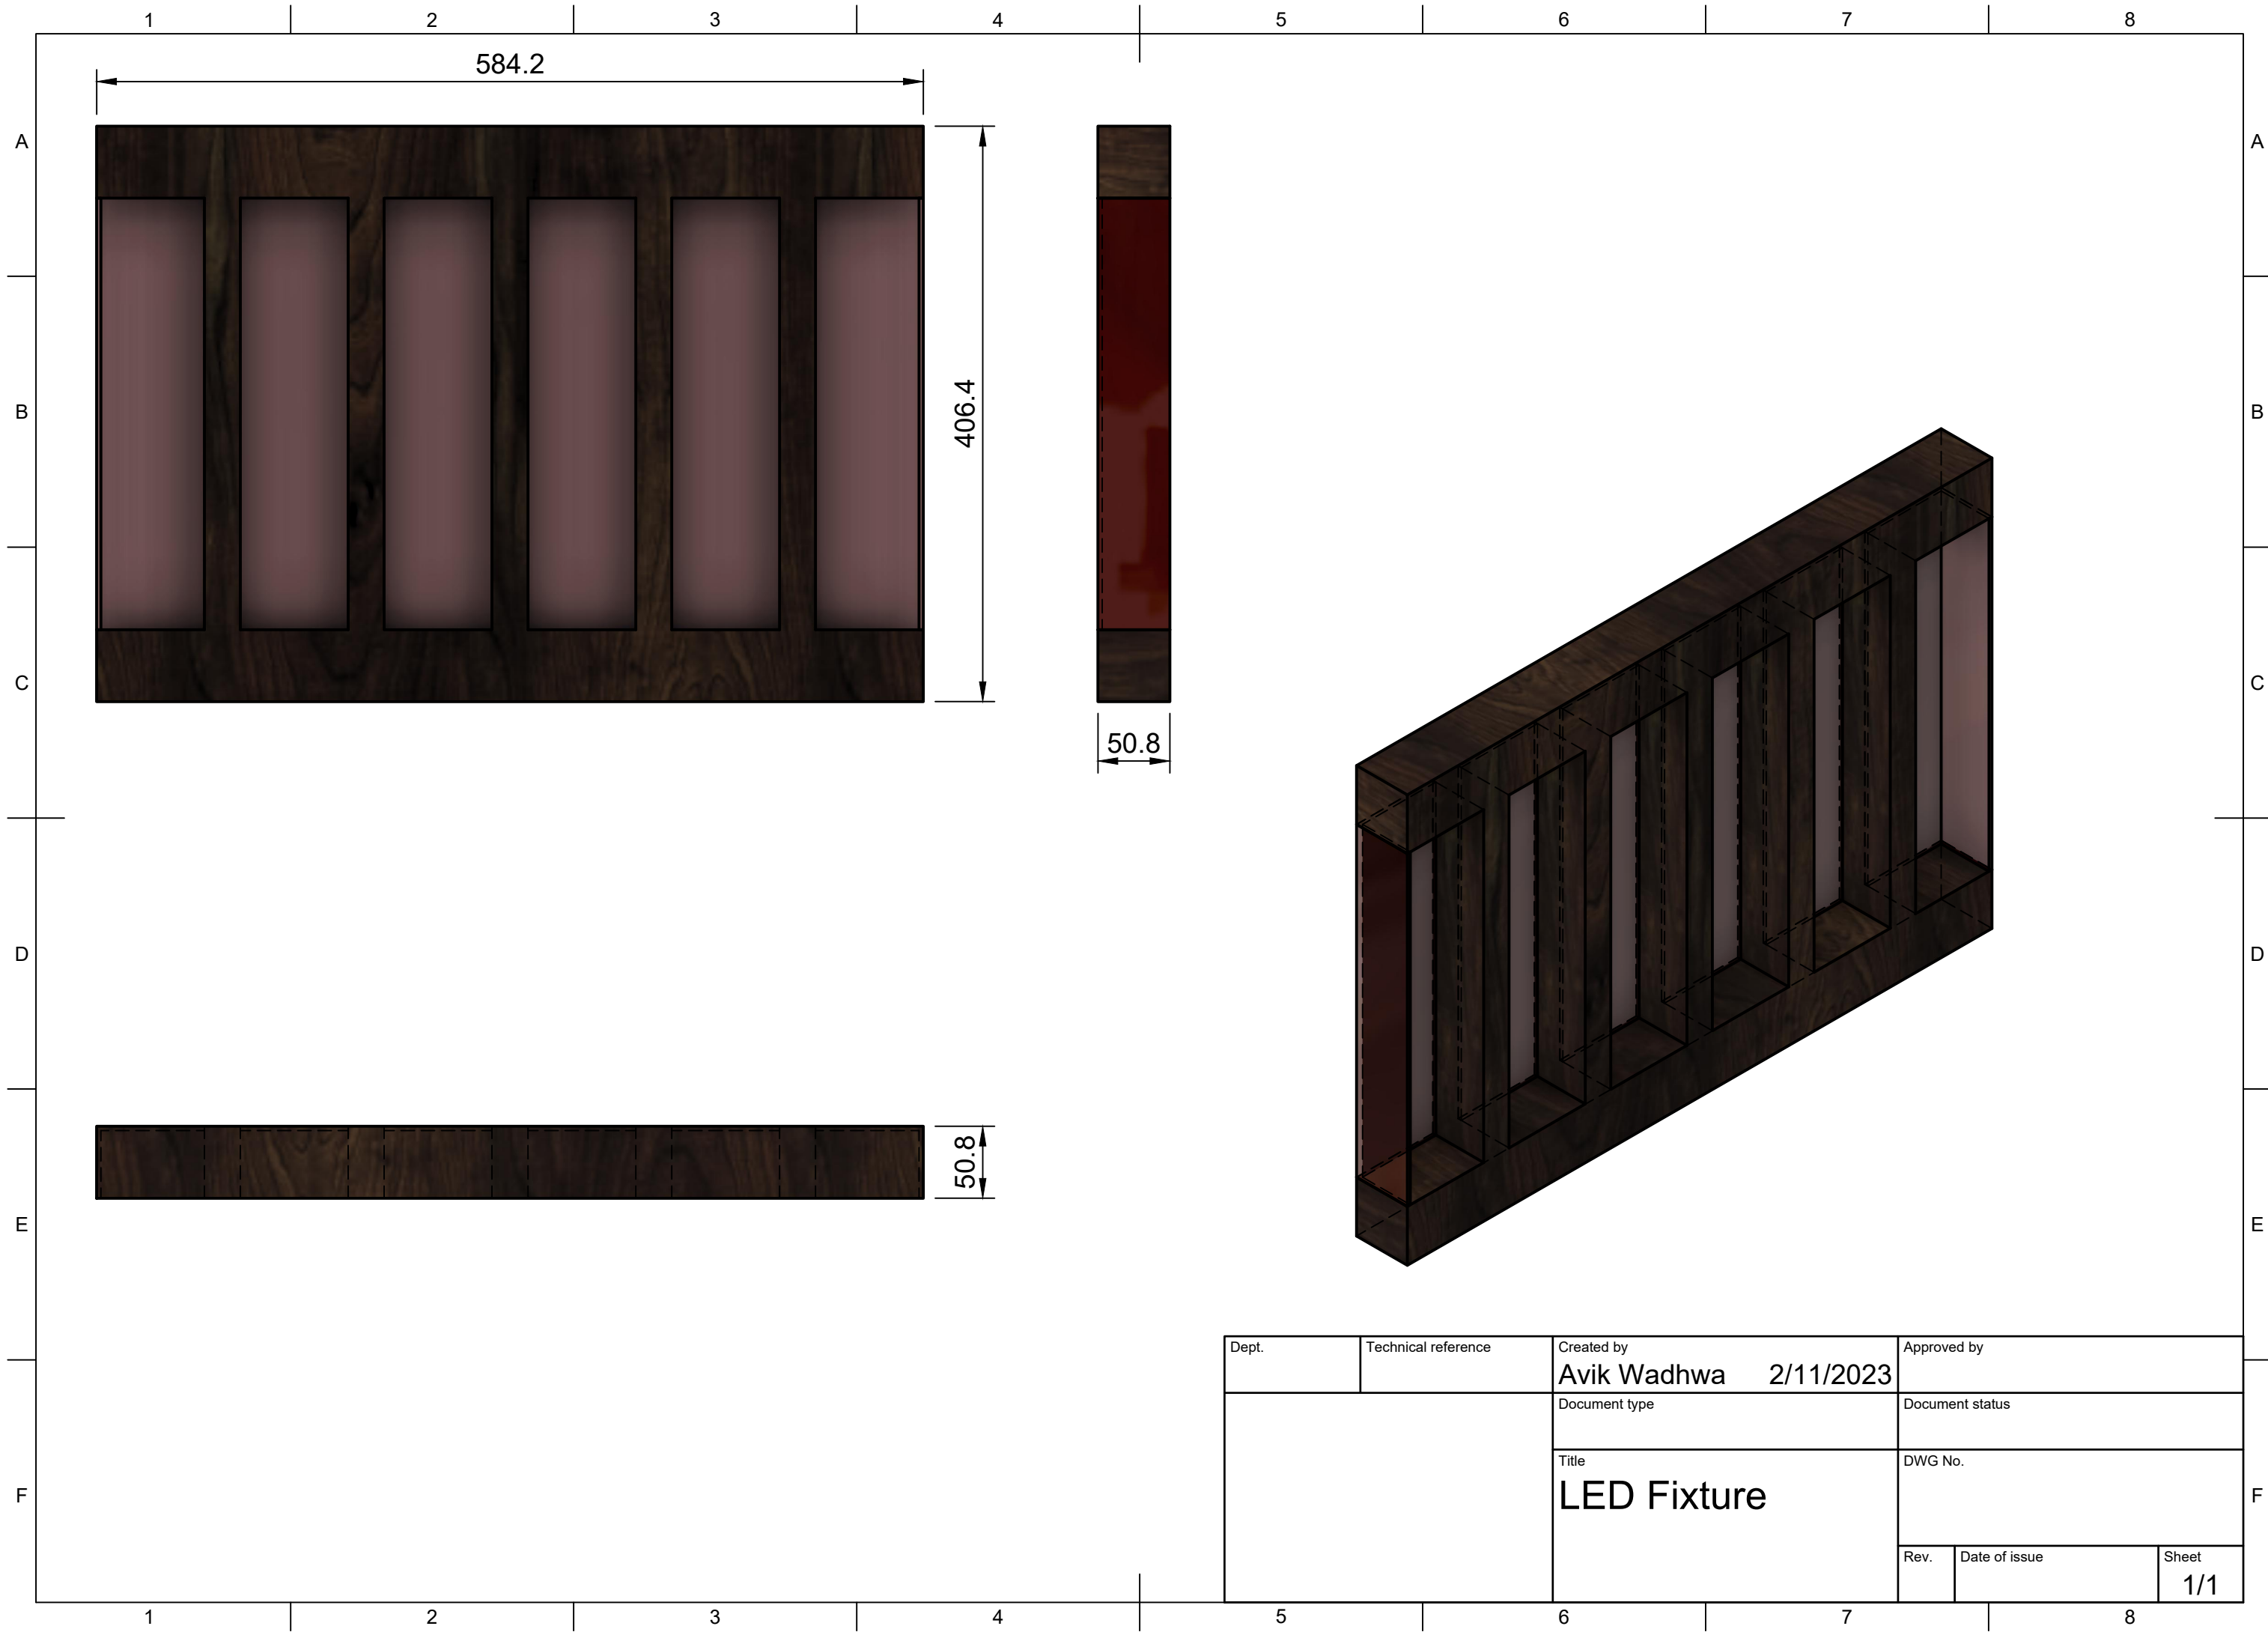 1 2 3 4 5 6 7 8
584.2
A A
406.4
B B
50.8
C C
D D
50.8
E E
Dept. Technical reference Created by Approved by
Avik Wadhwa 2/11/2023
Document type Document status
Title DWG No.
LED Fixture
F F
Rev. Date of issue Sheet
1/1
1 2 3 4 5 6 7 8